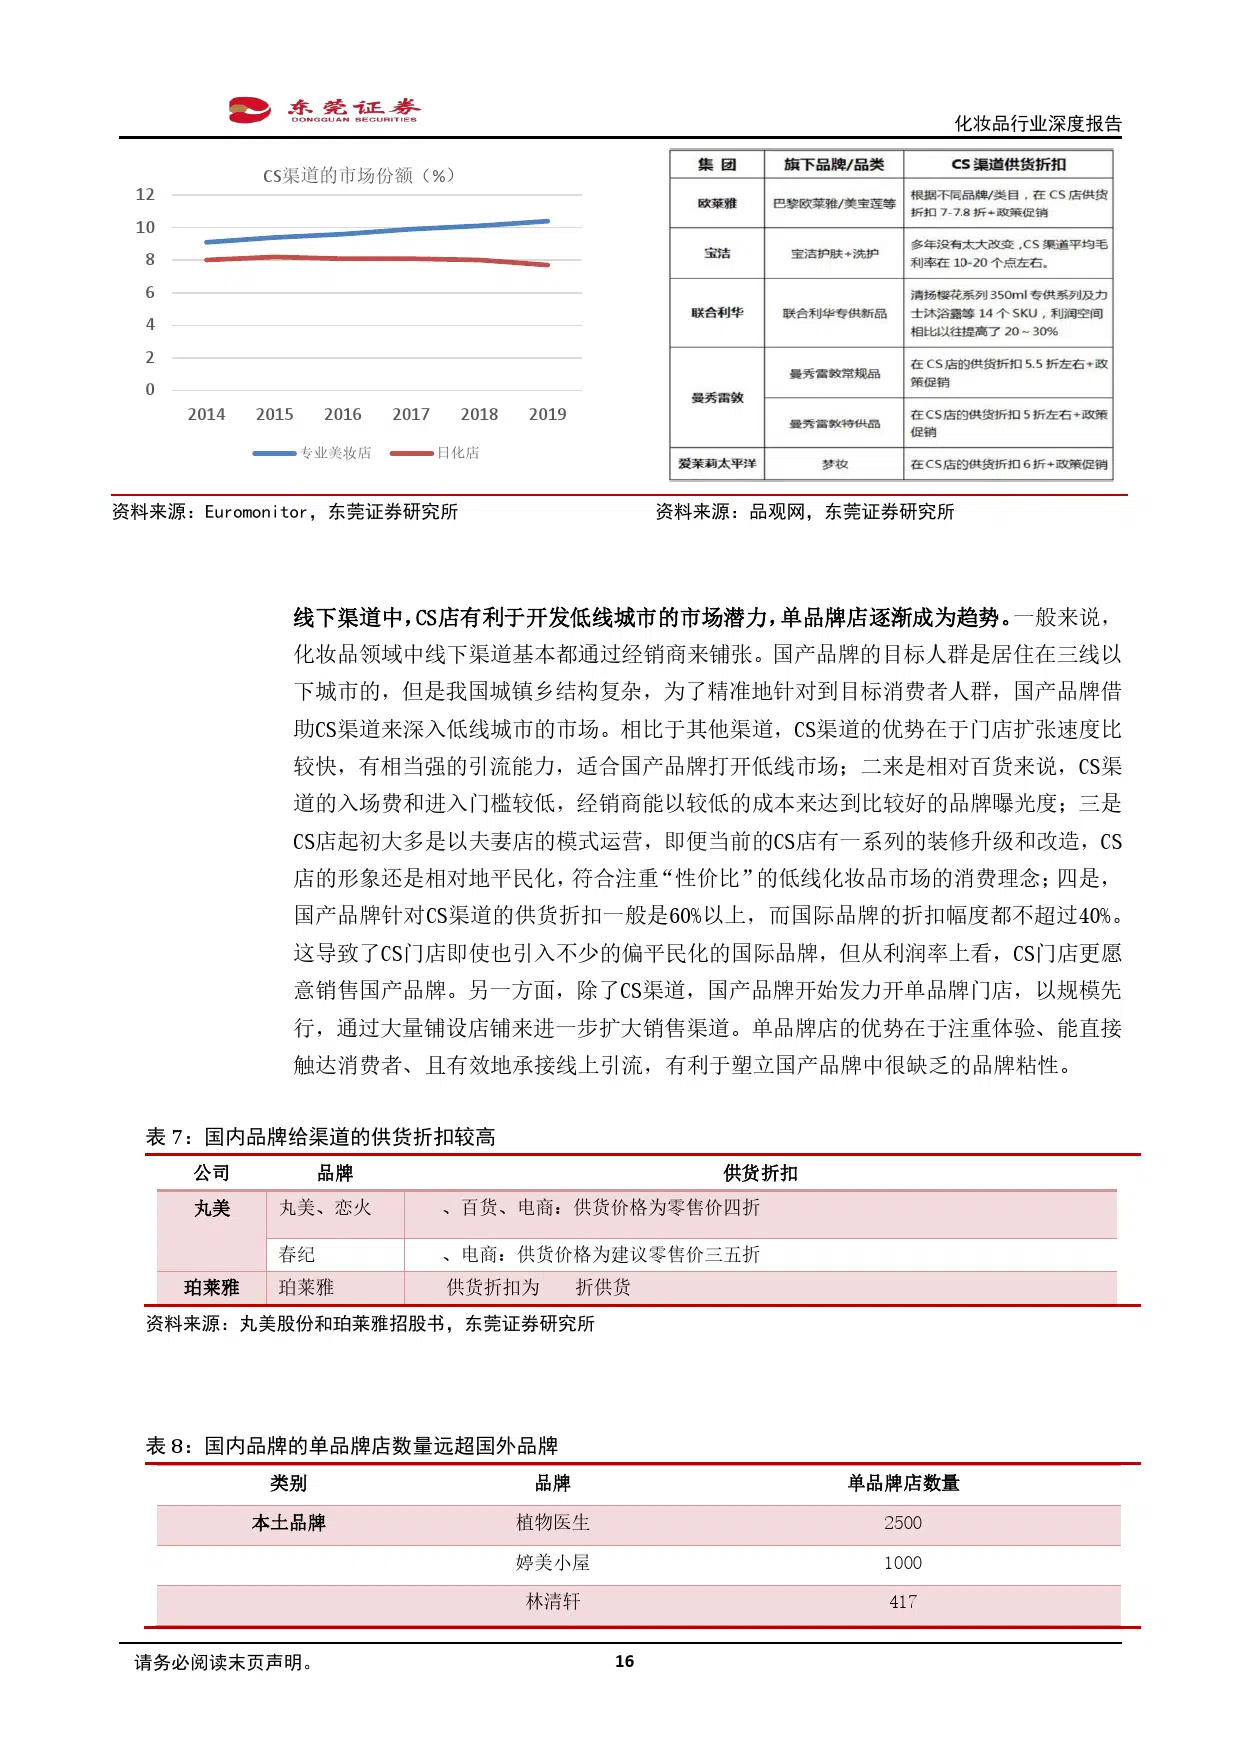 东莞证券
DONGGUAN SECURITIES
化妆品行业深度报告
CS渠道的市场份额（%）
12
10
8
6
4
2
0
2014 2015 2016 2017 2018 2019
专业美妆店 日化店
集 团 旗下品牌/品类 CS 渠道供货折扣
欧莱雅 巴黎欧莱雅/美宝莲等 根据不同品牌/类目，在 CS 店供货
折扣 7-7.8 折+政策促销
宝洁 宝洁护肤+洗护 多年没有太大改变，CS 渠道平均毛
利率在 10-20 个点左右。
联合利华 联合利华专供新品 清扬樱花系列 350ml 专供系列及力
士沐浴露等 14 个 SKU，利润空间
相比以往提高了 20～30%
曼秀雷敦 曼秀雷敦常规品 在 CS 店的供货折扣 5.5 折左右+政
策促销
曼秀雷敦特供品 在 CS 店的供货折扣 5 折左右+政策
促销
爱茉莉太平洋 梦妆 在 CS 店的供货折扣 6 折+政策促销
资料来源：Euromonitor，东莞证券研究所
资料来源：品观网，东莞证券研究所
线下渠道中，CS店有利于开发低线城市的市场潜力，单品牌店逐渐成为趋势。一般来说，
化妆品领域中线下渠道基本都通过经销商来铺张。国产品牌的目标人群是居住在三线以
下城市的，但是我国城镇乡结构复杂，为了精准地针对到目标消费者人群，国产品牌借
助CS渠道来深入低线城市的市场。相比于其他渠道，CS渠道的优势在于门店扩张速度比
较快，有相当强的引流能力，适合国产品牌打开低线市场；二来是相对百货来说，CS渠
道的入场费和进入门槛较低，经销商能以较低的成本来达到比较好的品牌曝光度；三是
CS店起初大多是以夫妻店的模式运营，即便当前的CS店有一系列的装修升级和改造，CS
店的形象还是相对地平民化，符合注重“性价比”的低线化妆品市场的消费理念；四是，
国产品牌针对CS渠道的供货折扣一般是60%以上，而国际品牌的折扣幅度都不超过40%。
这导致了CS门店即使也引入不少的偏平民化的国际品牌，但从利润率上看，CS门店更愿
意销售国产品牌。另一方面，除了CS渠道，国产品牌开始发力开单品牌门店，以规模先
行，通过大量铺设店铺来进一步扩大销售渠道。单品牌店的优势在于注重体验、能直接
触达消费者、且有效地承接线上引流，有利于塑立国产品牌中很缺乏的品牌粘性。
表 7：国内品牌给渠道的供货折扣较高
公司 品牌 供货折扣
丸美 丸美、恋火 、百货、电商：供货价格为零售价四折
春纪 、电商：供货价格为建议零售价三五折
珀莱雅 珀莱雅 供货折扣为 折供货
资料来源：丸美股份和珀莱雅招股书，东莞证券研究所
表 8：国内品牌的单品牌店数量远超国外品牌
类别 品牌 单品牌店数量
本土品牌 植物医生 2500
婷美小屋 1000
林清轩 417
请务必阅读末页声明。
16